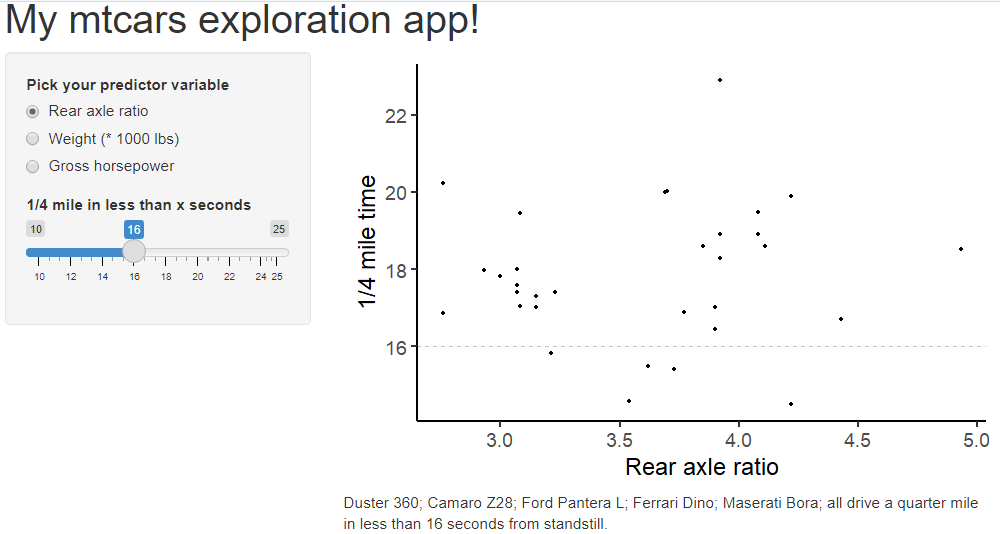 My mtcars exploration app!
Pick your predictor variable
Rear axle ratio
Weight (* 1000 lbs)
Gross horsepower
1/4 mile in less than x seconds
10 16 25
10 12 14 16 18 20 22 24 25
1/4 mile time
22
20
18
16
3.0 3.5 4.0 4.5 5.0
Rear axle ratio
Duster 360; Camaro Z28; Ford Pantera L; Ferrari Dino; Maserati Bora; all drive a quarter mile
in less than 16 seconds from standstill.